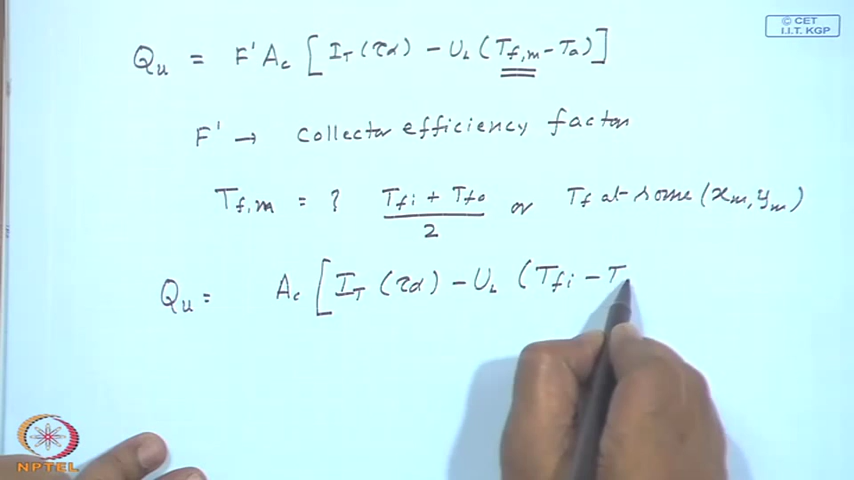 © CET
I.I.T. KGP
Qu = F' Ac [IT (τα) - UL (Tf,m - Ta)]
F' → collector efficiency factor
Tf,m = ? Tfi + Tfo / 2 or Tf at some (xm, ym)
Qu = Ac [IT (τα) - UL (Tfi - T
NPTEL